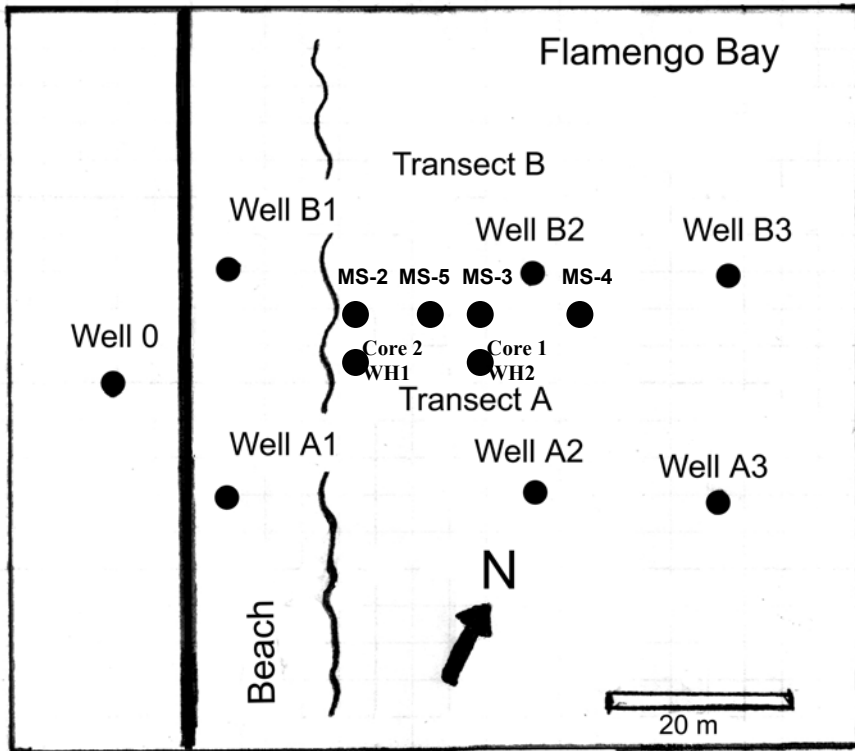 Flamengo Bay
Transect B
Well B1
Well B2
Well B3
MS-2
MS-5
MS-3
MS-4
Well 0
Core 2
WH1
Core 1
WH2
Transect A
Well A1
Well A2
Well A3
N
Beach
20 m